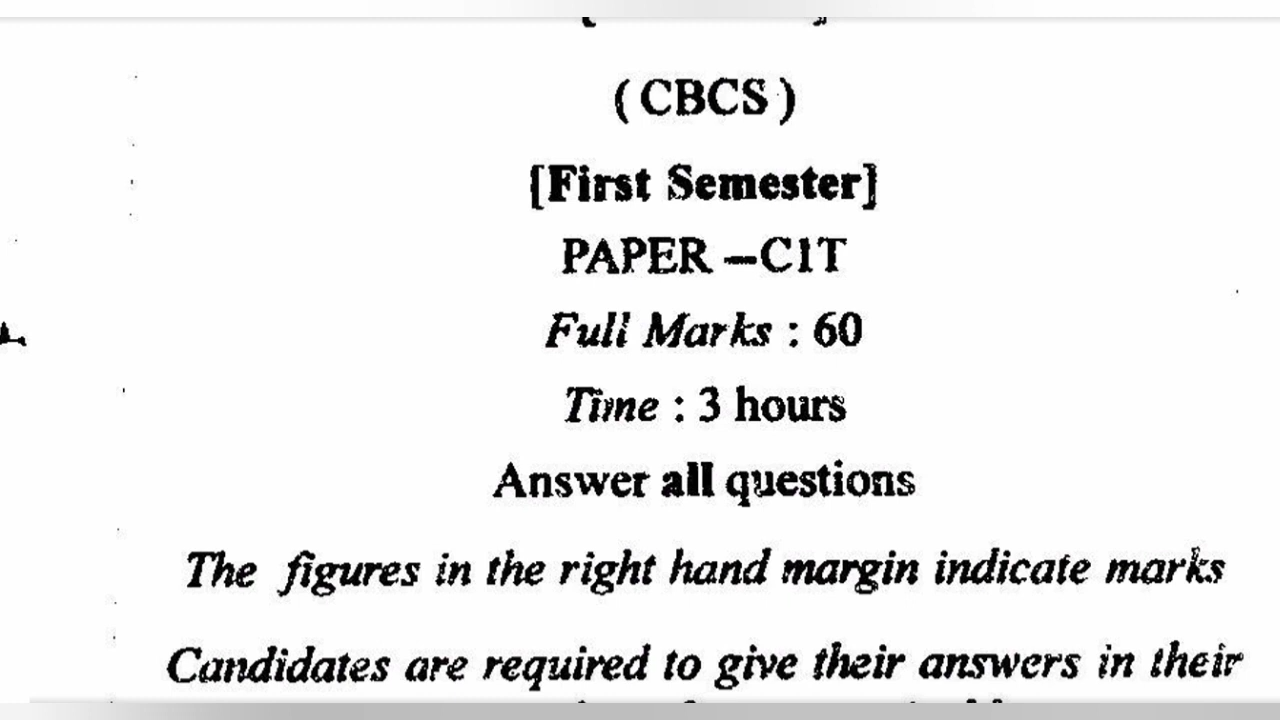 ( CBCS )
[First Semester]
PAPER –C1T
Full Marks : 60
Time : 3 hours
Answer all questions
The figures in the right hand margin indicate marks
Candidates are required to give their answers in their